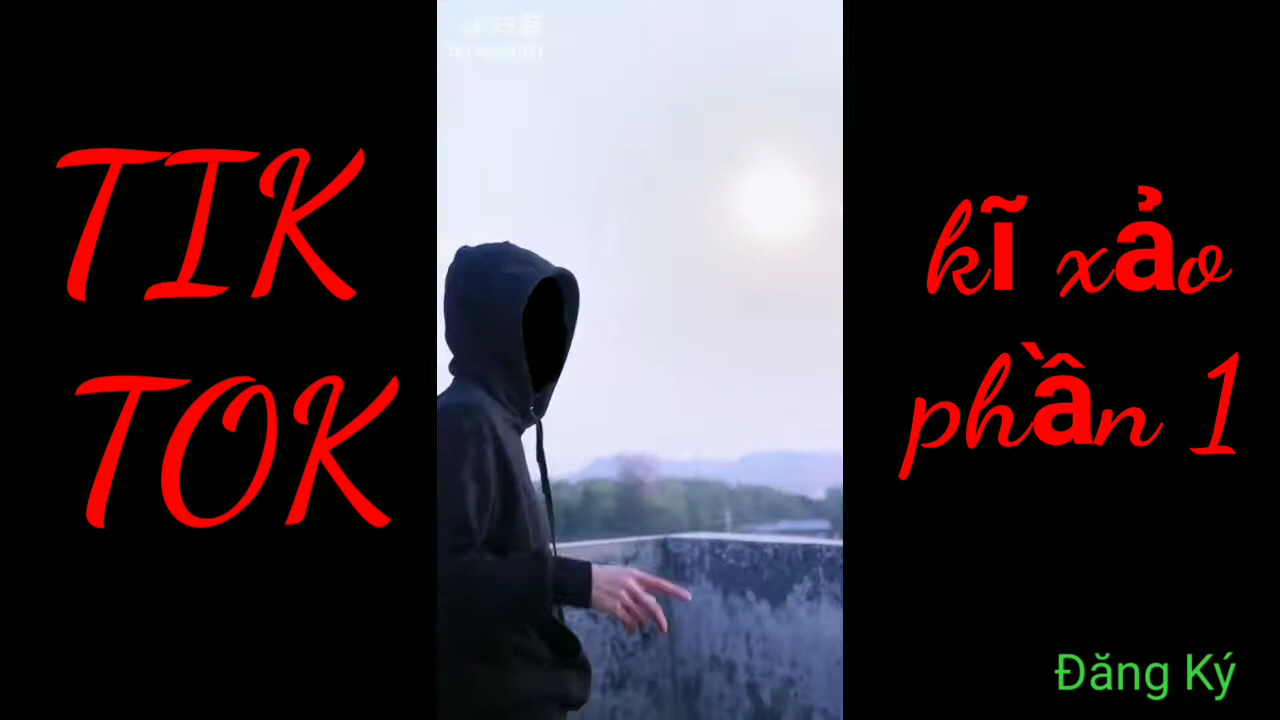 TIK
TOK
kĩ xảo
phần 1
Đăng Ký